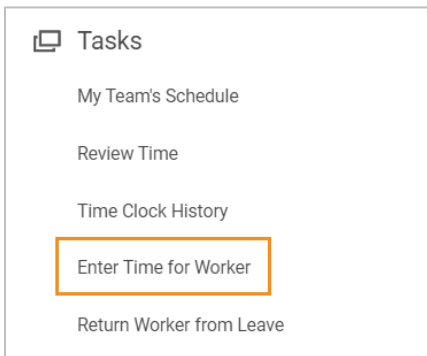 Tasks
My Team's Schedule
Review Time
Time Clock History
Enter Time for Worker
Return Worker from Leave